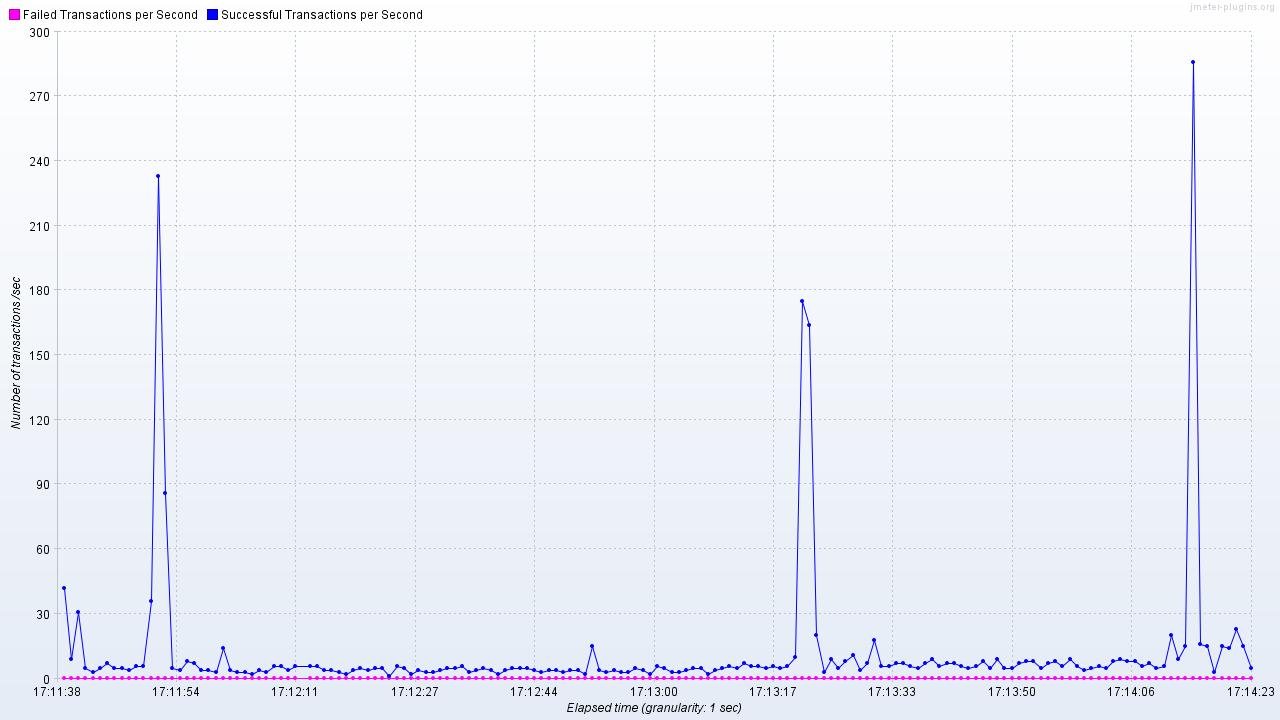 Failed Transactions per Second Successful Transactions per Second
jmeter-plugins.org
300
270
240
210
180
150
120
90
60
30
0
Number of transactions /sec
17:11:38 17:11:54 17:12:11 17:12:27 17:12:44 17:13:00 17:13:17 17:13:33 17:13:50 17:14:06 17:14:23
Elapsed time (granularity: 1 sec)